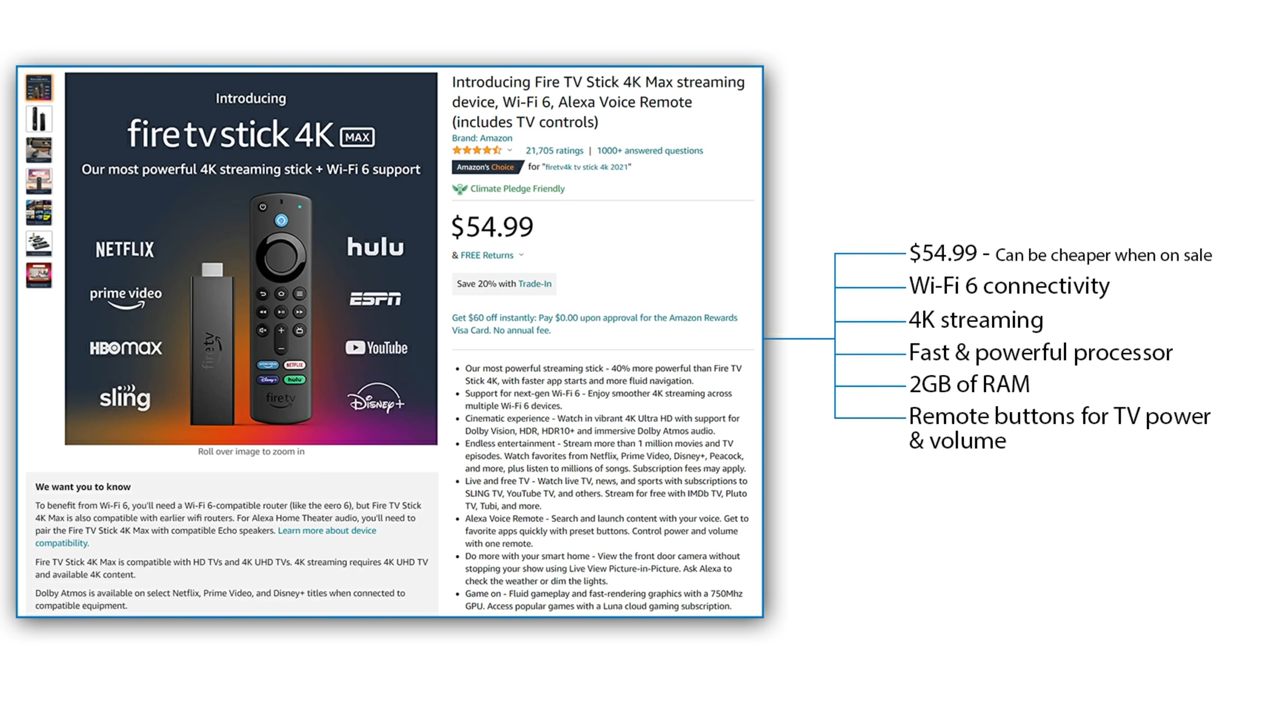 Introducing
fire tv stick 4K MAX
Our most powerful 4K streaming stick + Wi-Fi 6 support
NETFLIX
hulu
prime video
ESPN
HBOMAX
YouTube
sling
Disney+
fire tv
prime video
NETFLIX
Disney+
hulu
fire tv
Roll over image to zoom in
We want you to know
To benefit from Wi-Fi 6, you'll need a Wi-Fi 6-compatible router (like the eero 6), but Fire TV Stick
4K Max is also compatible with earlier wifi routers. For Alexa Home Theater audio, you'll need to
pair the Fire TV Stick 4K Max with compatible Echo speakers. Learn more about device
compatibility.
Fire TV Stick 4K Max is compatible with HD TVs and 4K UHD TVs. 4K streaming requires 4K UHD TV
and available 4K content.
Dolby Atmos is available on select Netflix, Prime Video, and Disney+ titles when connected to
compatible equipment.
Introducing Fire TV Stick 4K Max streaming
device, Wi-Fi 6, Alexa Voice Remote
(includes TV controls)
Brand: Amazon
21,705 ratings | 1000+ answered questions
Amazon's Choice for "firetv4k tv stick 4k 2021"
Climate Pledge Friendly
$54.99
& FREE Returns
Save 20% with Trade-In
Get $60 off instantly: Pay $0.00 upon approval for the Amazon Rewards
Visa Card. No annual fee.
• Our most powerful streaming stick - 40% more powerful than Fire TV
Stick 4K, with faster app starts and more fluid navigation.
• Support for next-gen Wi-Fi 6 - Enjoy smoother 4K streaming across
multiple Wi-Fi 6 devices.
• Cinematic experience - Watch in vibrant 4K Ultra HD with support for
Dolby Vision, HDR, HDR10+ and immersive Dolby Atmos audio.
• Endless entertainment - Stream more than 1 million movies and TV
episodes. Watch favorites from Netflix, Prime Video, Disney+, Peacock,
and more, plus listen to millions of songs. Subscription fees may apply.
• Live and free TV - Watch live TV, news, and sports with subscriptions to
SLING TV, YouTube TV, and others. Stream for free with IMDb TV, Pluto
TV, Tubi, and more.
• Alexa Voice Remote - Search and launch content with your voice. Get to
favorite apps quickly with preset buttons. Control power and volume
with one remote.
• Do more with your smart home - View the front door camera without
stopping your show using Live View Picture-in-Picture. Ask Alexa to
check the weather or dim the lights.
• Game on - Fluid gameplay and fast-rendering graphics with a 750Mhz
GPU. Access popular games with a Luna cloud gaming subscription.
$54.99 - Can be cheaper when on sale
Wi-Fi 6 connectivity
4K streaming
Fast & powerful processor
2GB of RAM
Remote buttons for TV power
& volume